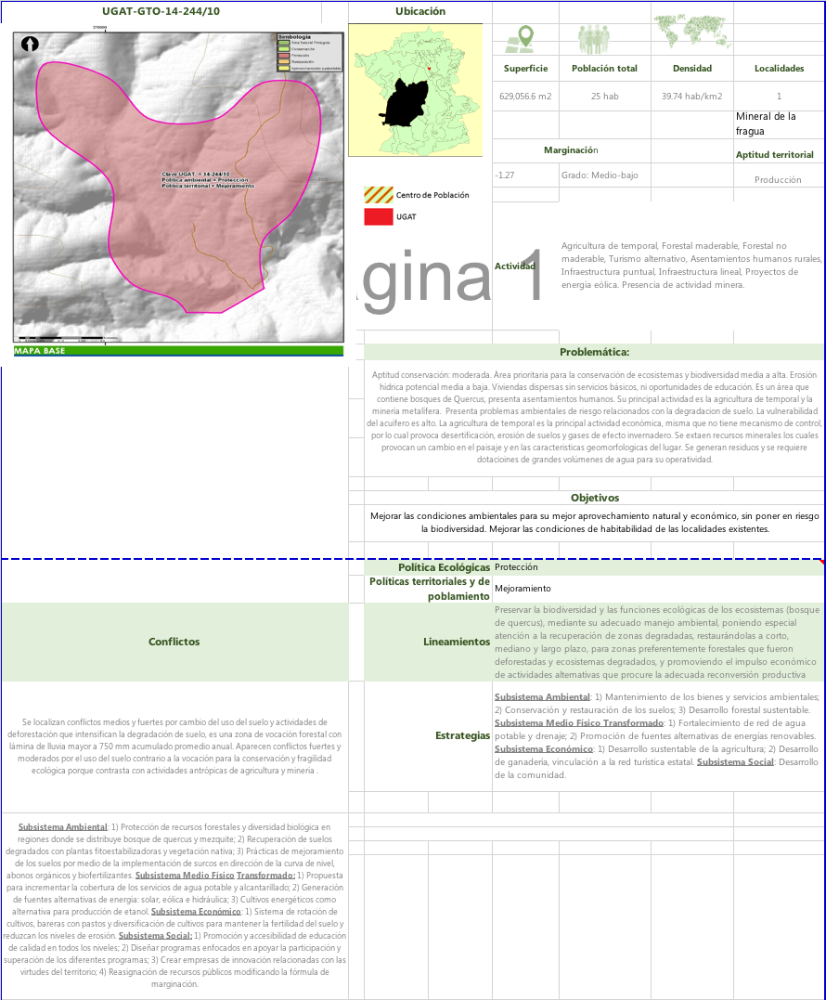 UGAT-GTO-14-244/10
Ubicación
Simbología
Área Natural Protegida
Conservación
Protección
Restauración
Aprovechamiento sustentable
Clave UGAT = 14-244/10
Política ambiental = Protección
Política territorial = Mejoramiento
MAPA BASE
Centro de Población
UGAT
Superficie
Población total
Densidad
Localidades
629,056.6 m2
25 hab
39.74 hab/km2
1
Mineral de la
fragua
Marginación
Aptitud territorial
-1.27
Grado: Medio-bajo
Producción
gina 1
Actividad
Agricultura de temporal, Forestal maderable, Forestal no
maderable, Turismo alternativo, Asentamientos humanos rurales,
Infraestructura puntual, Infraestructura lineal, Proyectos de
energía eólica. Presencia de actividad minera.
Problemática:
Aptitud conservación: moderada. Área prioritaria para la conservación de ecosistemas y biodiversidad media a alta. Erosión
hídrica potencial media a baja. Viviendas dispersas sin servicios básicos, ni oportunidades de educación. Es un área que
contiene bosques de Quercus, presenta asentamientos humanos. Su principal actividad es la agricultura de temporal y la
minería metalífera. Presenta problemas ambientales de riesgo relacionados con la degradacion de suelo. La vulnerabilidad
del acuífero es alto. La agricultura de temporal es la principal actividad económica, misma que no tiene mecanismo de control,
por lo cual provoca desertificación, erosión de suelos y gases de efecto invernadero. Se extaen recursos minerales los cuales
provocan un cambio en el paisaje y en las características geomorfologicas del lugar. Se generan residuos y se requiere
dotacioines de grandes volúmenes de agua para su operatividad.
Objetivos
Mejorar las condiciones ambientales para su mejor aprovechamiento natural y económico, sin poner en riesgo
la biodiversidad. Mejorar las condiciones de habitabilidad de las localidades existentes.
Política Ecológicas
Protección
Políticas territoriales y de
poblamiento
Mejoramiento
Conflictos
Lineamientos
Preservar la biodiversidad y las funciones ecológicas de los ecosistemas (bosque
de quercus), mediante su adecuado manejo ambiental, poniendo especial
atención a la recuperación de zonas degradadas, restaurándolas a corto,
mediano y largo plazo, para zonas preferentemente forestales que fueron
deforestadas y ecosistemas degradados, y promoviendo el impulso económico
de actividades alternativas que procure la adecuada reconversión productiva
Se localizan conflictos medios y fuertes por cambio del uso del suelo y actividades de
deforestación que intensifican la degradación de suelo, es una zona de vocación forestal con
lámina de lluvia mayor a 750 mm acumulado promedio anual. Aparecen conflictos fuertes y
moderados por el uso del suelo contrario a la vocación para la conservación y fragilidad
ecológica porque contrasta con actividades antrópicas de agricultura y minería .
Estrategias
Subsistema Ambiental: 1) Mantenimiento de los bienes y servicios ambientales;
2) Conservación y restauración de los suelos; 3) Desarrollo forestal sustentable.
Subsistema Medio Físico Transformado: 1) Fortalecimiento de red de agua
potable y drenaje; 2) Promoción de fuentes alternativas de energías renovables.
Subsistema Económico: 1) Desarrollo sustentable de la agricultura; 2) Desarrollo
de ganadería, vinculación a la red turística estatal. Subsistema Social: Desarrollo
de la comunidad.
Subsistema Ambiental: 1) Protección de recursos forestales y diversidad biológica en
regiones donde se distribuye bosque de quercus y mezquite; 2) Recuperación de suelos
degradados con plantas fitoestabilizadoras y vegetación nativa; 3) Prácticas de mejoramiento
de los suelos por medio de la implementación de surcos en dirección de la curva de nivel,
abonos orgánicos y biofertilizantes. Subsistema Medio Físico Transformado: 1) Propuesta
para incrementar la cobertura de los servicios de agua potable y alcantarillado; 2) Generación
de fuentes alternativas de energía: solar, eólica e hidráulica; 3) Cultivos energéticos como
alternativa para producción de etanol. Subsistema Económico: 1) Sistema de rotación de
cultivos, bareras con pastos y diversificación de cultivos para mantener la fertilidad del suelo y
reduzcan los niveles de erosión. Subsistema Social: 1) Promoción y accesibilidad de educación
de calidad en todos los niveles; 2) Diseñar programas enfocados en apoyar la participación y
superación de los diferentes programas; 3) Crear empresas de innovación relacionadas con las
virtudes del territorio; 4) Reasignación de recursos públicos modificando la fórmula de
marginación.